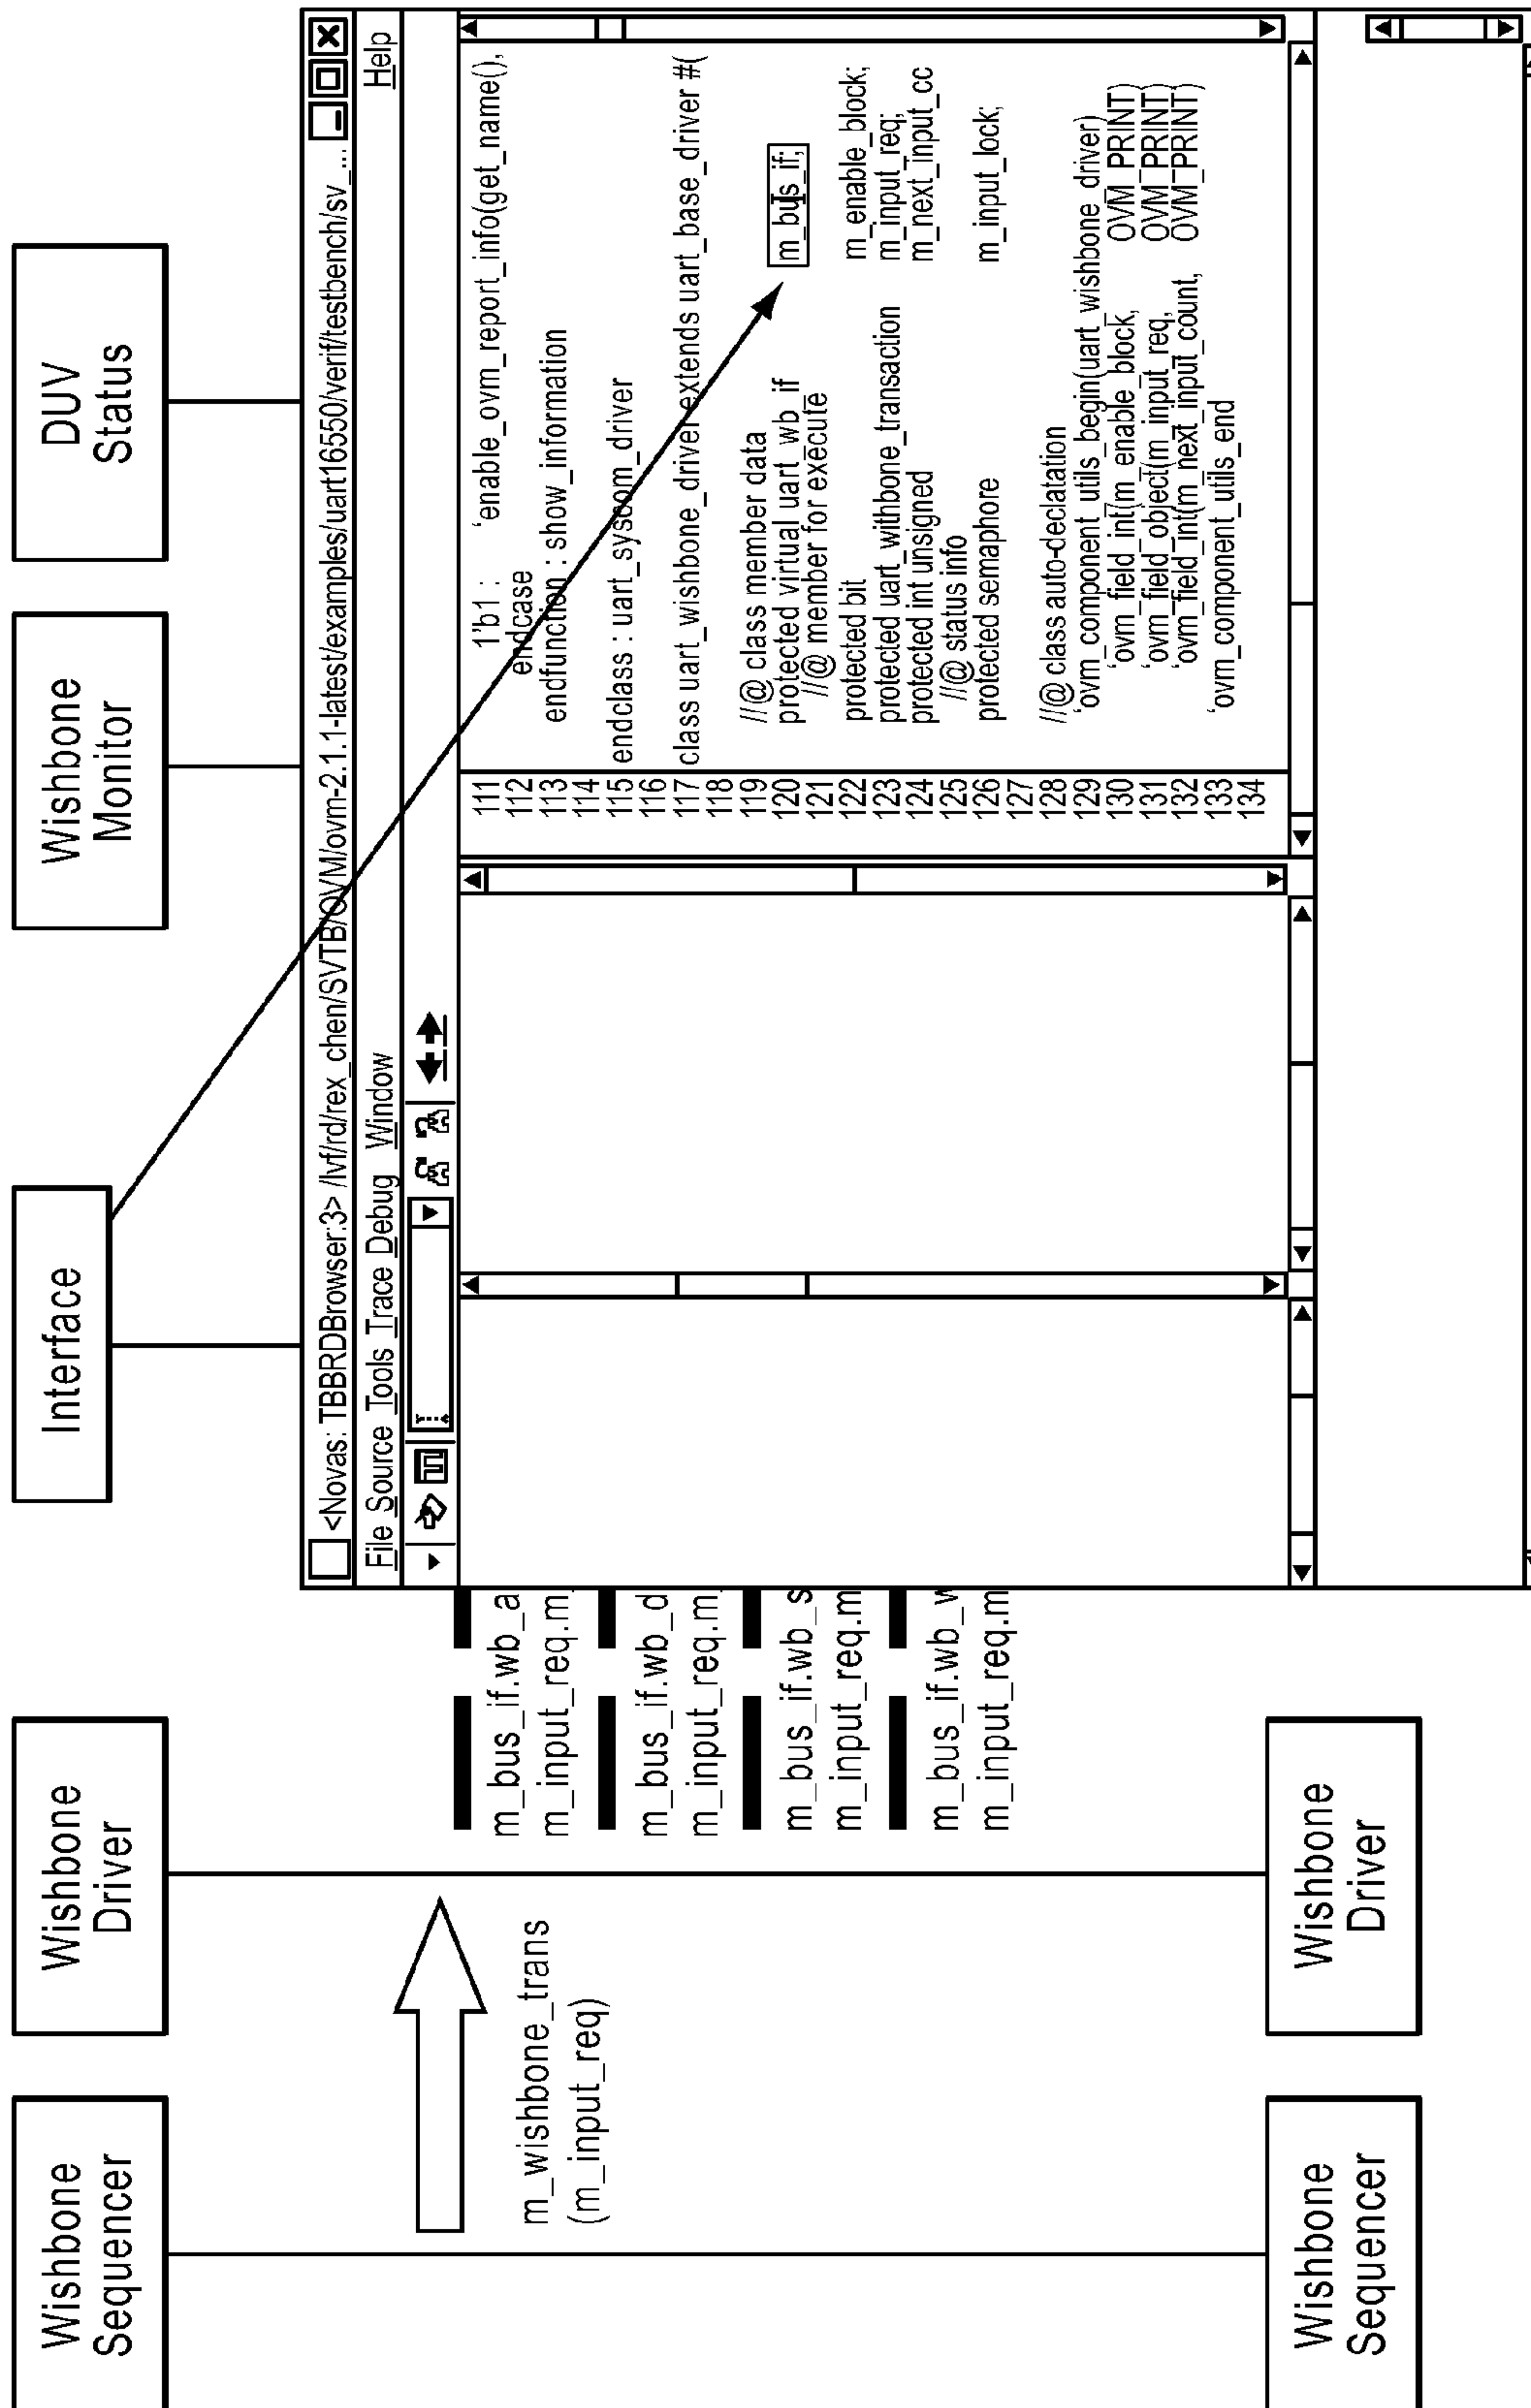 Wishbone
Sequencer
Wishbone
Driver
Interface
Wishbone
Monitor
DUV
Status
m_wishbone_trans
(m_input_req)
m_bus_if.wb_a
m_input_req.m
m_bus_if.wb_d
m_input_req.m
m_bus_if.wb_s
m_input_req.m
m_bus_if.wb_w
m_input_req.m
<Novas: TBBRDBrowser:3> /lvf/rd/rex_chen/SVTB/OVM/ovm-2.1.1-latest/examples/uart16550/verif/testbench/sv_...
File Source Tools Trace Debug Window Help
111 1'b1 : ‘enable_ovm_report_info(get_name(),
112 endcase
113 endfunction : show_information
114
115 endclass : uart_syscom_driver
116
117 class uart_wishbone_driver extends uart_base_driver #(
118
119 //@ class member data
120 protected virtual uart_wb_if m_bus_if;
121 //@ member for execute
122 protected bit m_enable_block;
123 protected uart_withbone_transaction m_input_req;
124 protected int unsigned m_next_input_cc
125 //@ status info
126 protected semaphore m_input_lock;
127
128 //@ class auto-declatation
129 ‘ovm_component_utils_begin(uart_wishbone_driver)
130 ‘ovm_field_int(m_enable_block, OVM_PRINT)
131 ‘ovm_field_object(m_input_req, OVM_PRINT)
132 ‘ovm_field_int(m_next_input_count, OVM_PRINT)
133 ‘ovm_component_utils_end
134
Wishbone
Sequencer
Wishbone
Driver